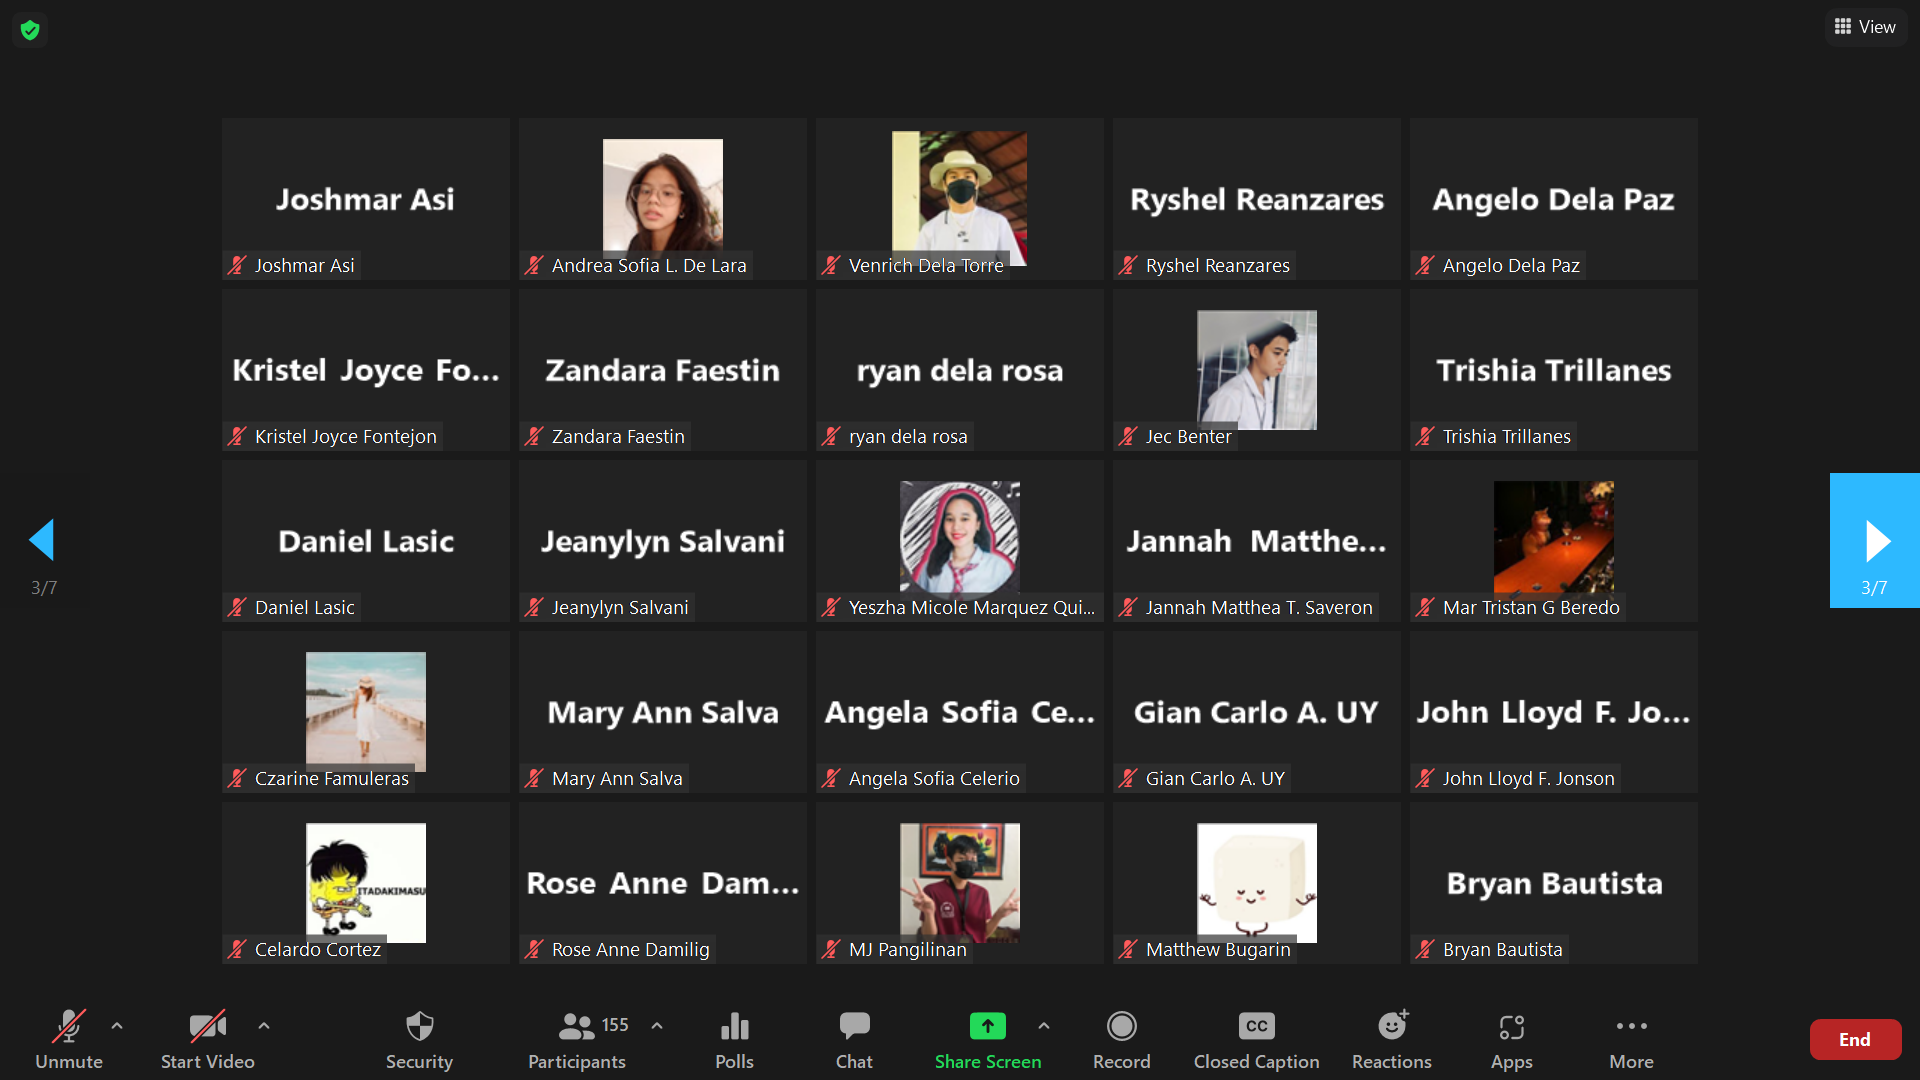 View
Joshmar Asi
Joshmar Asi
Andrea Sofia L. De Lara
Venrich Dela Torre
Ryshel Reanzares
Ryshel Reanzares
Angelo Dela Paz
Angelo Dela Paz
Kristel Joyce Fo...
Kristel Joyce Fontejon
Zandara Faestin
Zandara Faestin
ryan dela rosa
ryan dela rosa
Jec Benter
Trishia Trillanes
Trishia Trillanes
3/7
Daniel Lasic
Daniel Lasic
Jeanylyn Salvani
Jeanylyn Salvani
Yeszha Micole Marquez Qui...
Jannah Matthe...
Jannah Matthea T. Saveron
Mar Tristan G Beredo
3/7
Czarine Famuleras
Mary Ann Salva
Mary Ann Salva
Angela Sofia Ce...
Angela Sofia Celerio
Gian Carlo A. UY
Gian Carlo A. UY
John Lloyd F. Jo...
John Lloyd F. Jonson
ITADAKIMASU
Celardo Cortez
Rose Anne Dam...
Rose Anne Damilig
MJ Pangilinan
Matthew Bugarin
Bryan Bautista
Bryan Bautista
Unmute
Start Video
Security
155
Participants
Polls
Chat
Share Screen
Record
CC
Closed Caption
Reactions
Apps
More
End